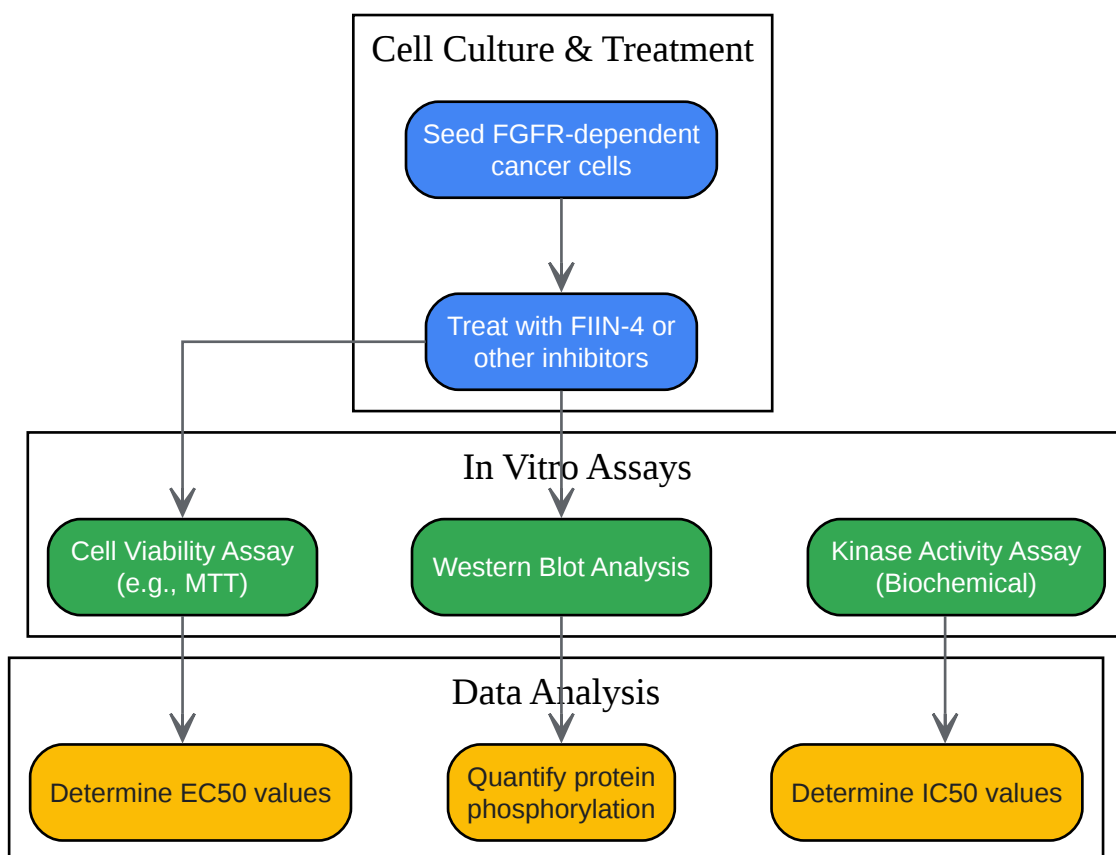 Cell Culture & Treatment
Seed FGFR-dependent
cancer cells
Treat with FIIN-4 or
other inhibitors
In Vitro Assays
Cell Viability Assay
(e.g., MTT)
Western Blot Analysis
Kinase Activity Assay
(Biochemical)
Data Analysis
Determine EC50 values
Quantify protein
phosphorylation
Determine IC50 values